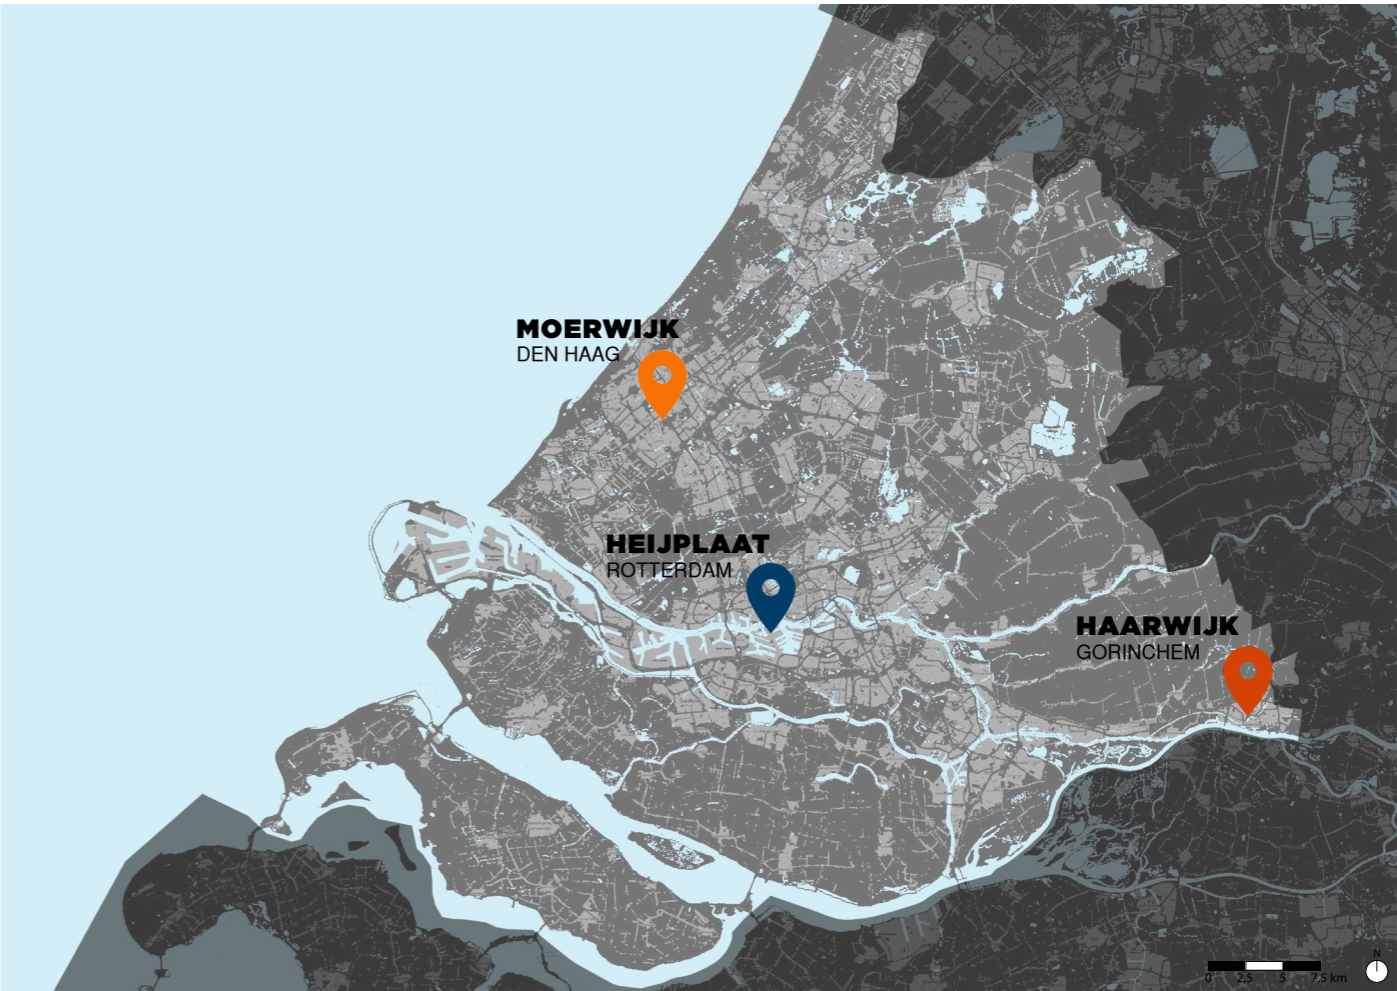 MOERWIJK
DEN HAAG
HEIJPLAAT
ROTTERDAM
HAARWIJK
GORINCHEM
N
0 2,5 5 7,5 km